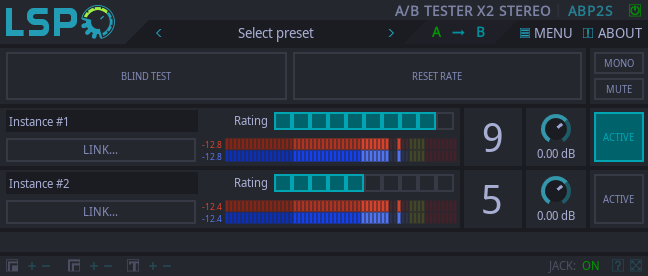 LSP
A/B TESTER X2 STEREO ABP2S
Select preset
A → B
MENU
ABOUT
BLIND TEST
RESET RATE
MONO
MUTE
Instance #1
Rating
LINK...
-12.8
-12.8
9
0.00 dB
ACTIVE
Instance #2
Rating
LINK...
-12.4
-12.4
5
0.00 dB
ACTIVE
JACK: ON